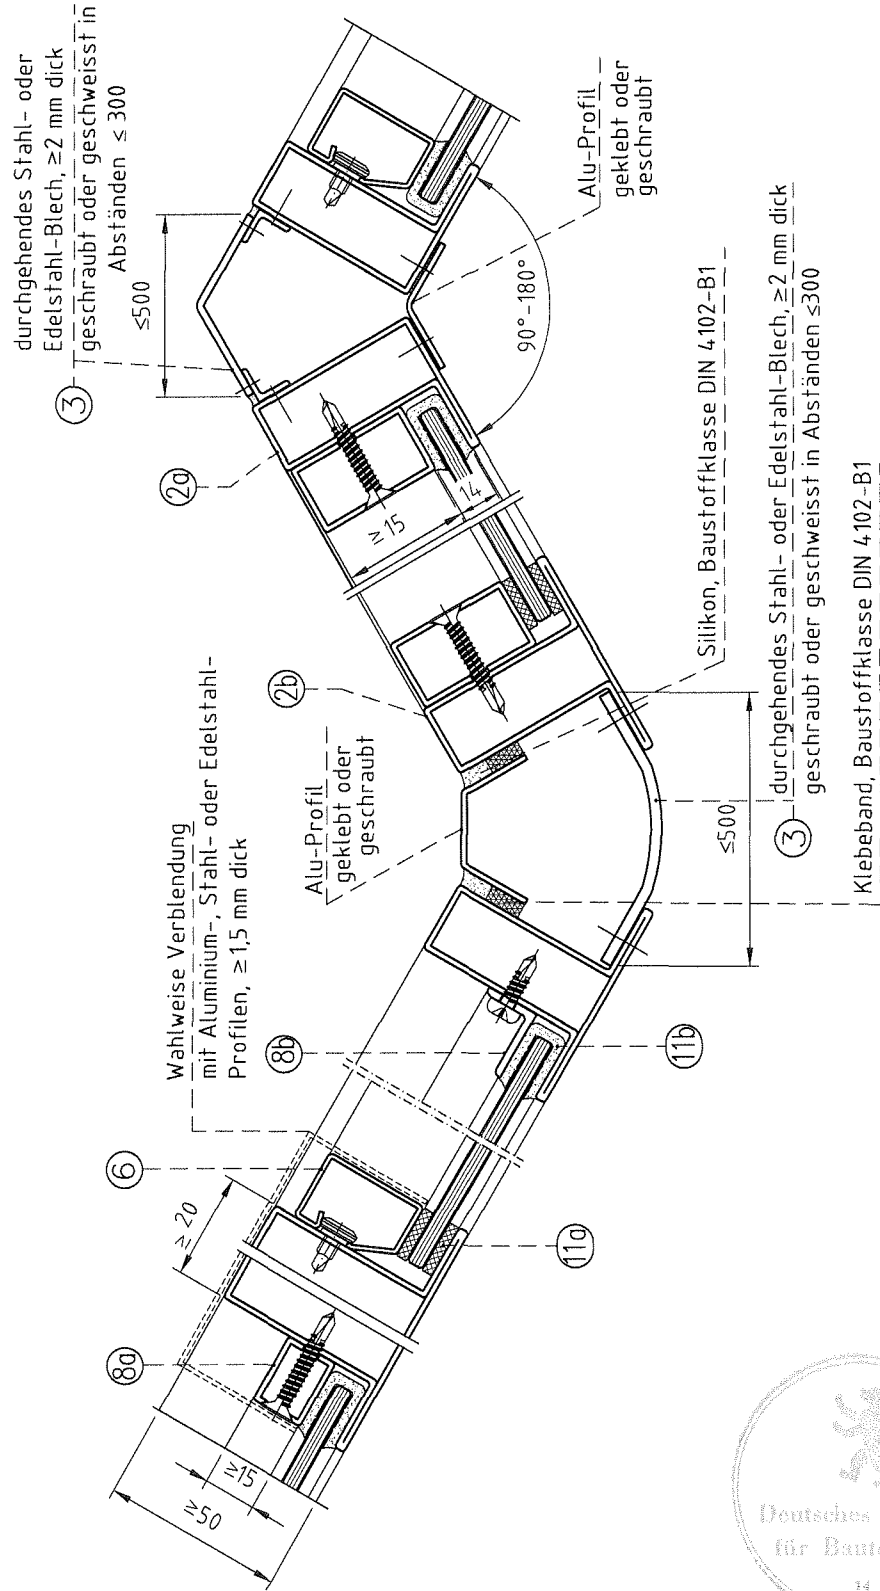 durchgehendes Stahl- oder
Edelstahl-Blech, ≥2 mm dick
3
geschraubt oder geschweisst in
Abständen ≤ 300
≤500
Alu-Profil
geklebt oder
geschraubt
90°-180°
2a
≥15
14
2b
Silikon, Baustoffklasse DIN 4102-B1
durchgehendes Stahl- oder Edelstahl-Blech, ≥2 mm dick
3
geschraubt oder geschweisst in Abständen ≤300
≤500
Klebeband, Baustoffklasse DIN 4102-B1
Alu-Profil
geklebt oder
geschraubt
Wahlweise Verblendung
mit Aluminium-, Stahl- oder Edelstahl-
Profilen, ≥1,5 mm dick
8b
11b
6
≥ 20
11a
8a
≥15
≥50
Deutsches
für
14